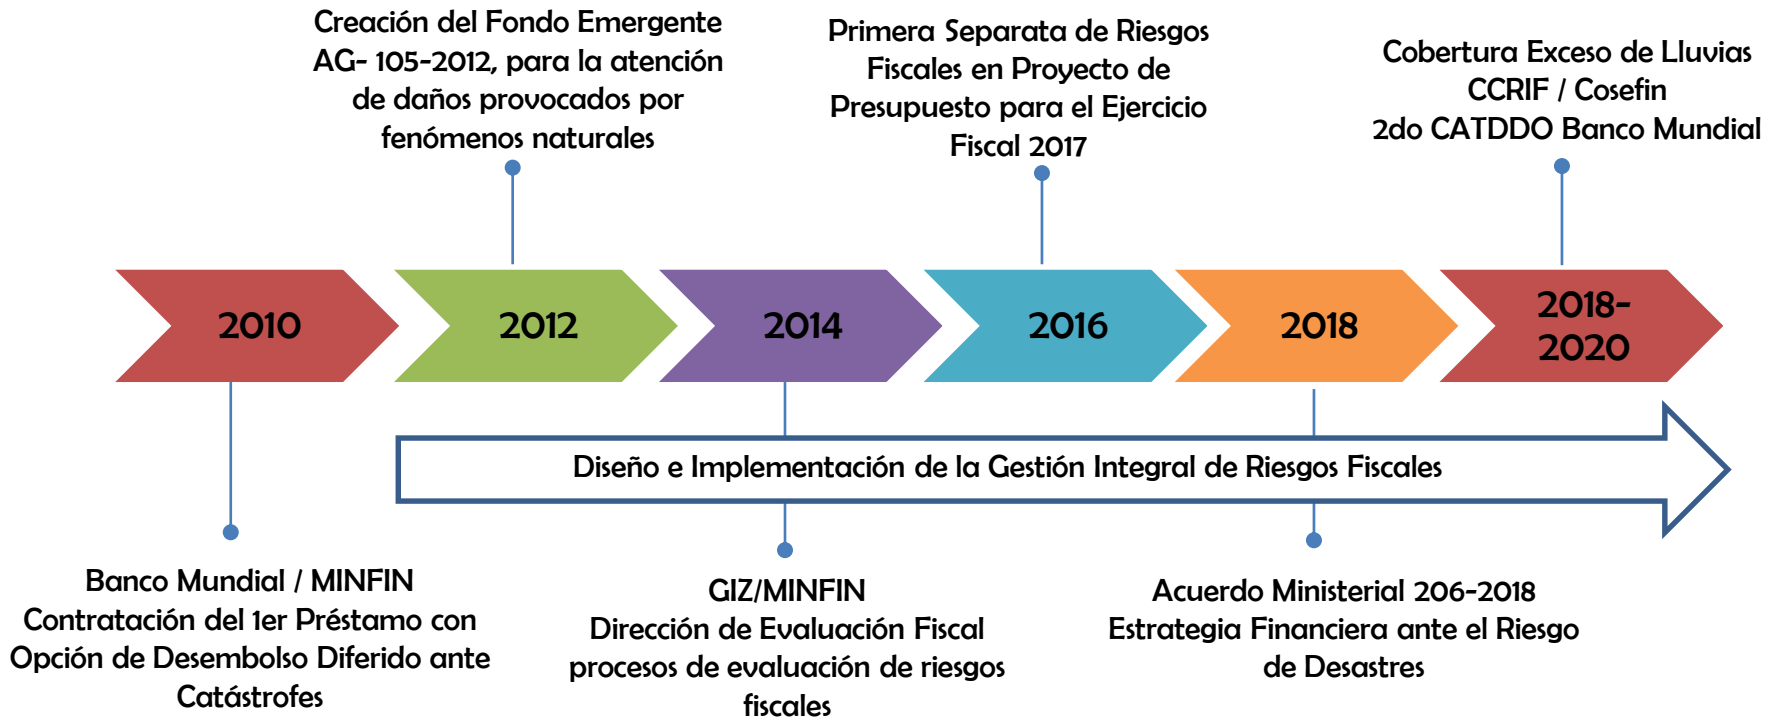 Creación del Fondo Emergente
AG- 105-2012, para la atención
de daños provocados por
fenómenos naturales
Primera Separata de Riesgos
Fiscales en Proyecto de
Presupuesto para el Ejercicio
Fiscal 2017
Cobertura Exceso de Lluvias
CCRIF / Cosefin
2do CATDDO Banco Mundial
2010
2012
2014
2016
2018
2018-
2020
Diseño e Implementación de la Gestión Integral de Riesgos Fiscales
Banco Mundial / MINFIN
Contratación del 1er Préstamo con
Opción de Desembolso Diferido ante
Catástrofes
GIZ/MINFIN
Dirección de Evaluación Fiscal
procesos de evaluación de riesgos
fiscales
Acuerdo Ministerial 206-2018
Estrategia Financiera ante el Riesgo
de Desastres